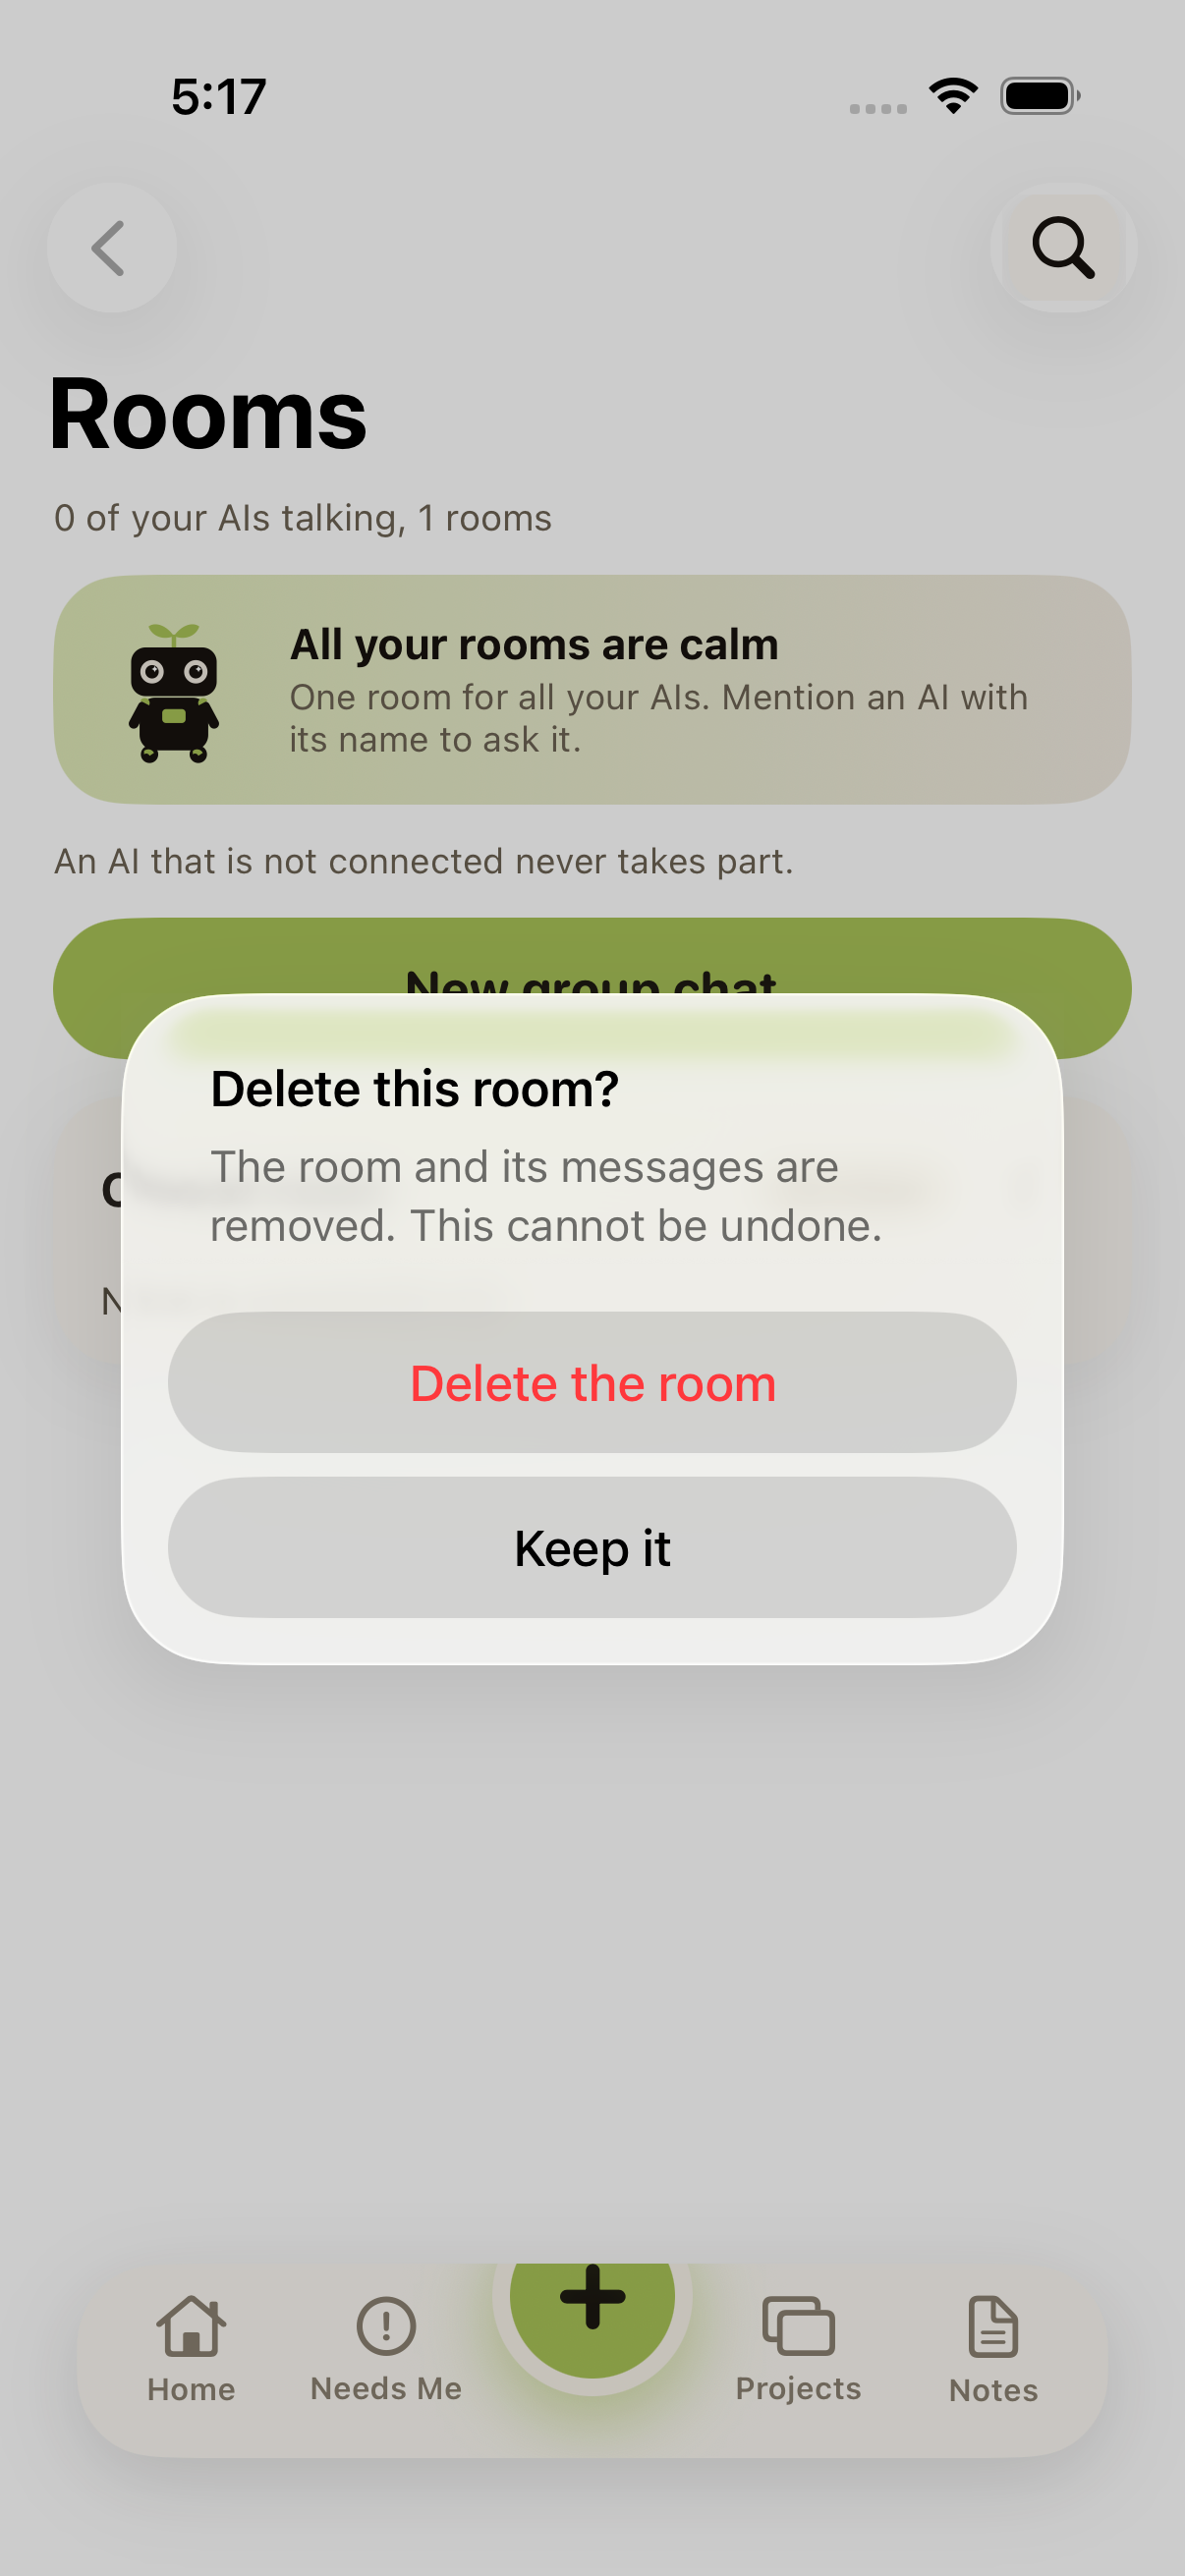 5:17
Rooms
0 of your AIs talking, 1 rooms
All your rooms are calm
One room for all your AIs. Mention an AI with
its name to ask it.
An AI that is not connected never takes part.
New group chat
Delete this room?
The room and its messages are
removed. This cannot be undone.
Delete the room
Keep it
Home
Needs Me
Projects
Notes